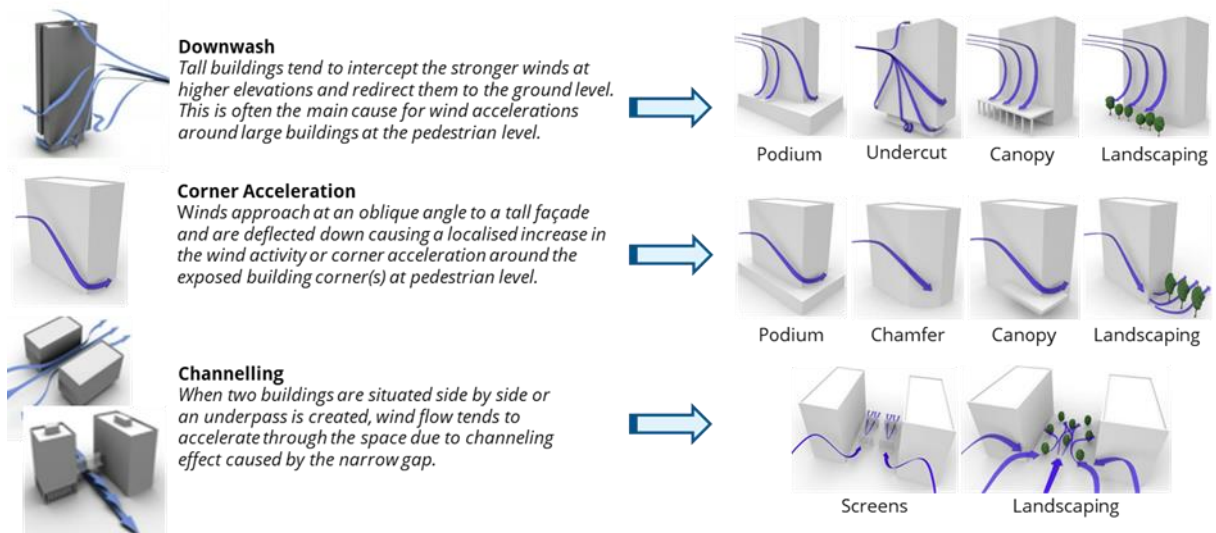 Downwash
Tall buildings tend to intercept the stronger winds at
higher elevations and redirect them to the ground level.
This is often the main cause for wind accelerations
around large buildings at the pedestrian level.
Podium
Undercut
Canopy
Landscaping
Corner Acceleration
Winds approach at an oblique angle to a tall façade
and are deflected down causing a localised increase in
the wind activity or corner acceleration around the
exposed building corner(s) at pedestrian level.
Podium
Chamfer
Canopy
Landscaping
Channelling
When two buildings are situated side by side or
an underpass is created, wind flow tends to
accelerate through the space due to channeling
effect caused by the narrow gap.
Screens
Landscaping